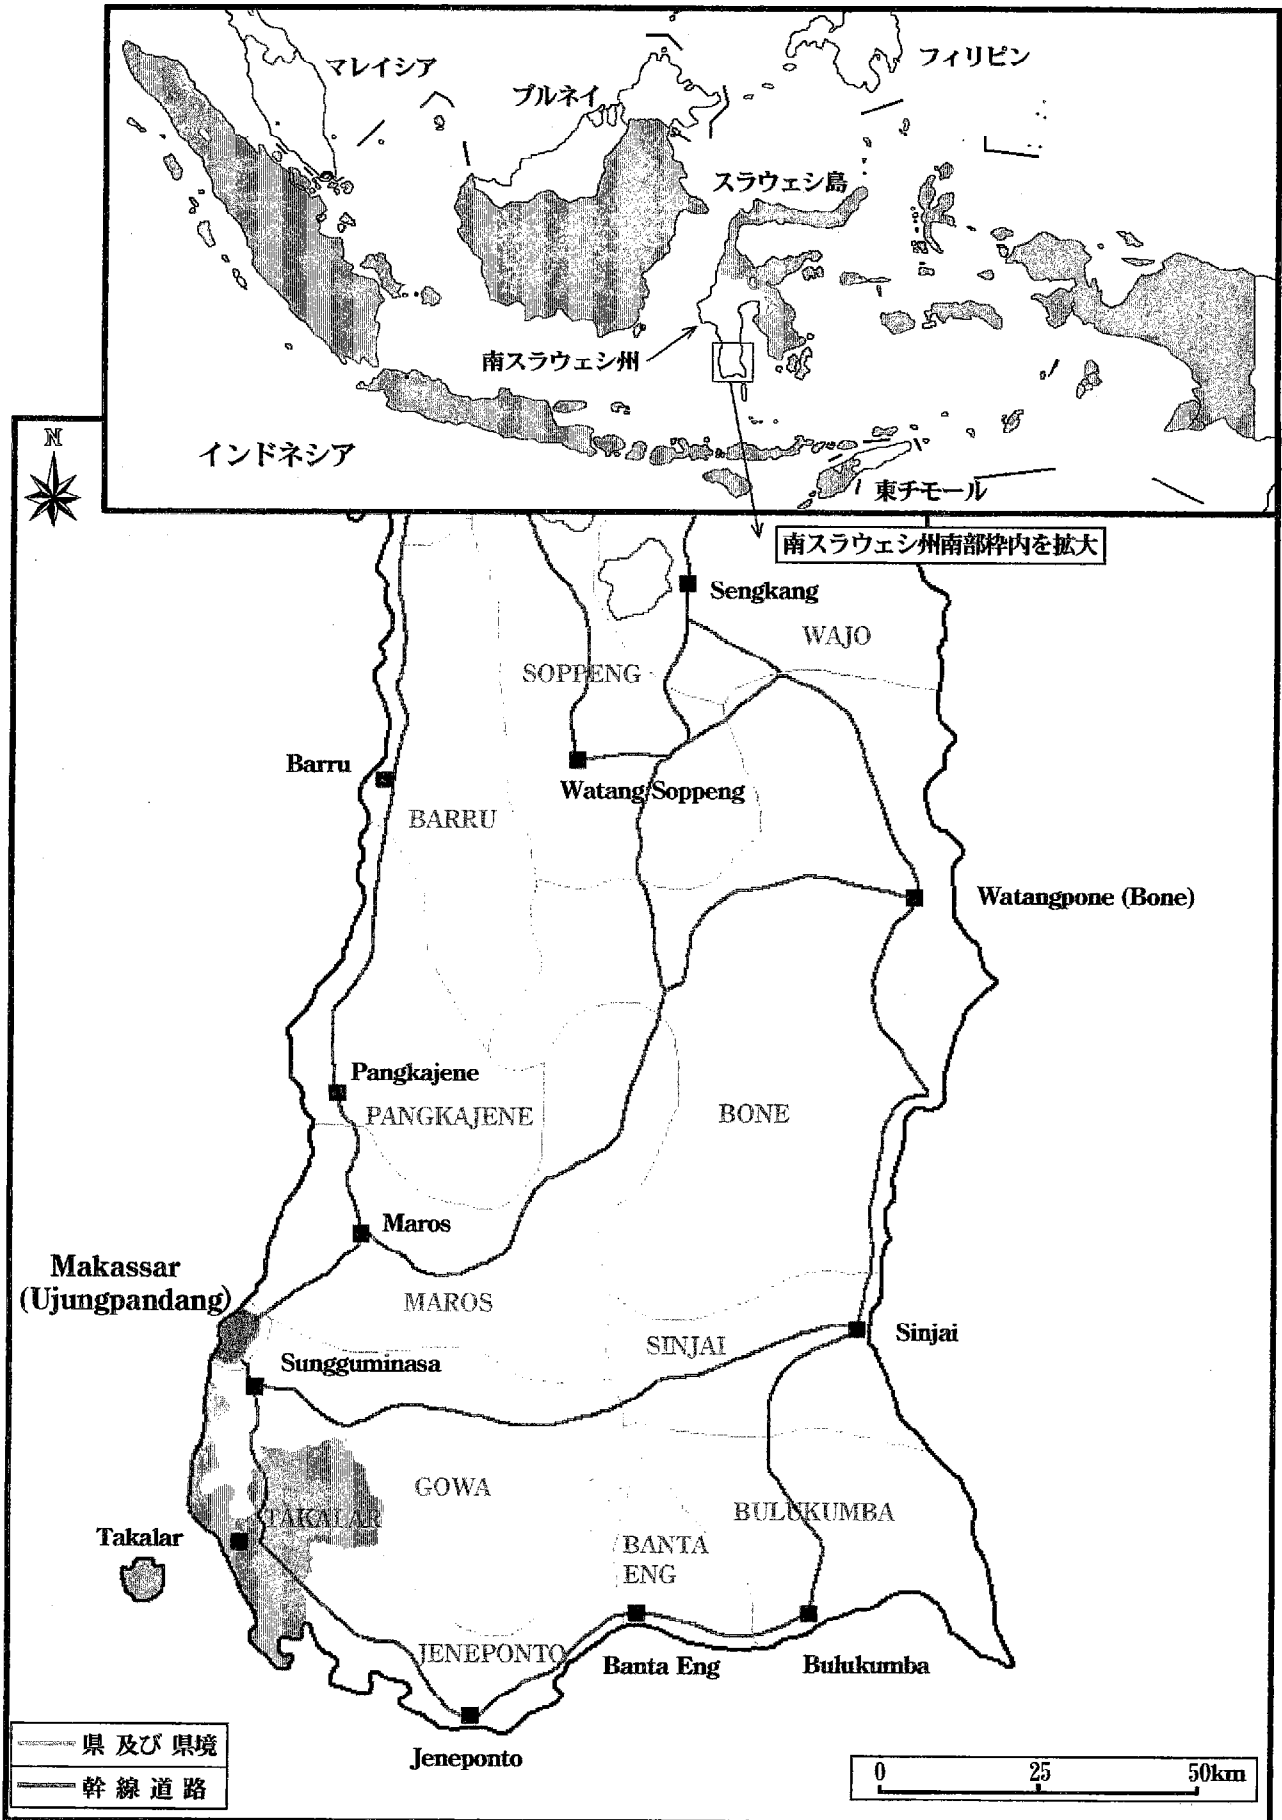 マレイシア
ブルネイ
フィリピン
スラウェシ島
南スラウェシ州
インドネシア
東チモール
N
南スラウェシ州南部枠内を拡大
Sengkang
WAJO
SOPPENG
Barru
Watang Soppeng
BARRU
Watangpone (Bone)
Pangkajene
PANGKAJENE
BONE
Maros
Makassar
(Ujungpandang)
MAROS
SINJAI
Sinjai
Sungguminasa
GOWA
TAKALAR
BULUKUMBA
Takalar
BANTA
ENG
JENEPONTO
Banta Eng
Bulukumba
Jeneponto
県 及び 県境
幹 線 道 路
0 25 50km